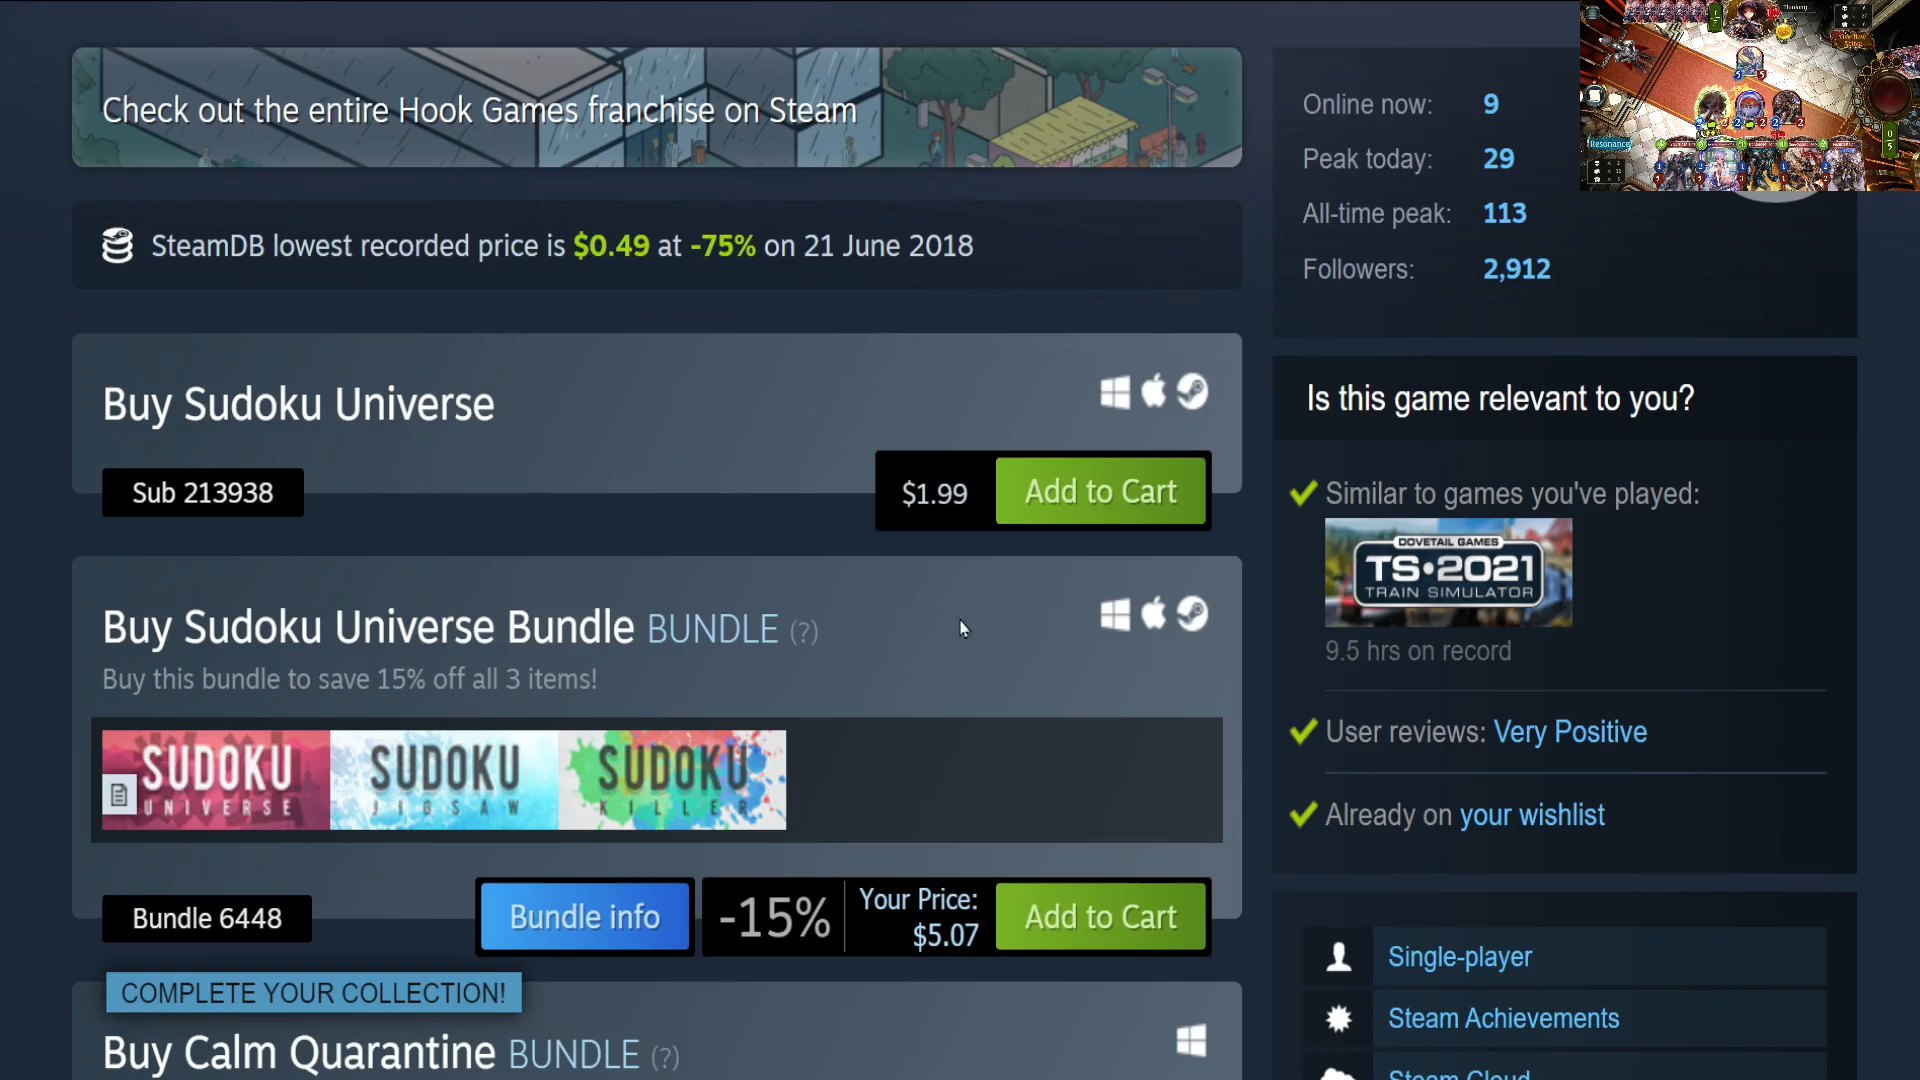 Check out the entire Hook Games franchise on Steam
SteamDB lowest recorded price is $0.49 at -75% on 21 June 2018
Buy Sudoku Universe
Sub 213938
$1.99
Add to Cart
Buy Sudoku Universe Bundle BUNDLE (?)
Buy this bundle to save 15% off all 3 items!
SUDOKU UNIVERSE
SUDOKU JIGSAW
SUDOKU KILLER
Bundle 6448
Bundle info
-15%
Your Price:
$5.07
Add to Cart
COMPLETE YOUR COLLECTION!
Buy Calm Quarantine BUNDLE (?)
Online now: 9
Peak today: 29
All-time peak: 113
Followers: 2,912
Is this game relevant to you?
Similar to games you've played:
DOVETAIL GAMES
TS•2021
TRAIN SIMULATOR
9.5 hrs on record
User reviews: Very Positive
Already on your wishlist
Single-player
Steam Achievements
Steam Cloud
Thinking
Resonance